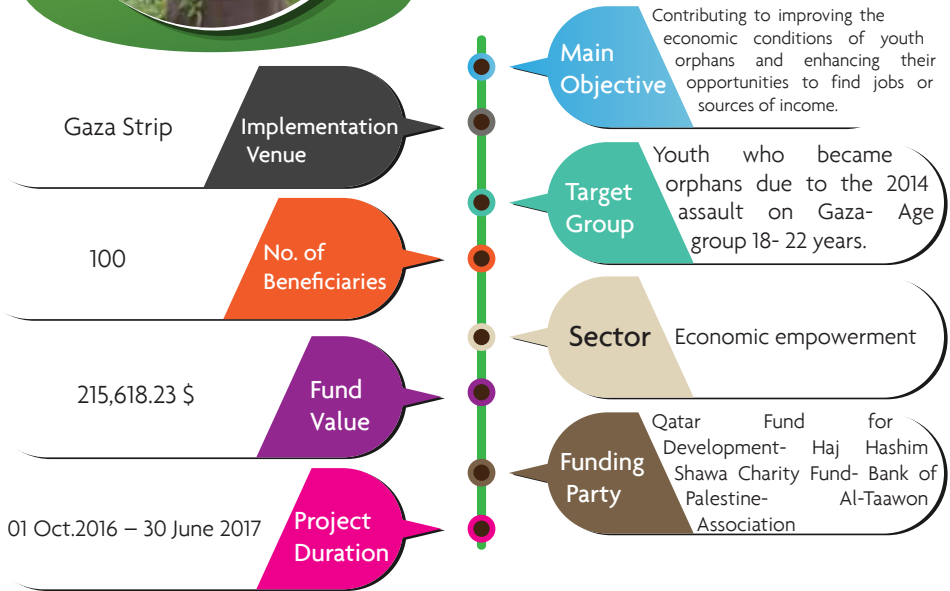 Main
Objective
Contributing to improving the
economic conditions of youth
orphans and enhancing their
opportunities to find jobs or
sources of income.
Implementation
Venue
Gaza Strip
Target
Group
Youth who became
orphans due to the 2014
assault on Gaza- Age
group 18- 22 years.
No. of
Beneficiaries
100
Sector
Economic empowerment
Fund
Value
215,618.23 $
Funding
Party
Qatar Fund for
Development- Haj Hashim
Shawa Charity Fund- Bank of
Palestine- Al-Taawon
Association
Project
Duration
01 Oct.2016 – 30 June 2017